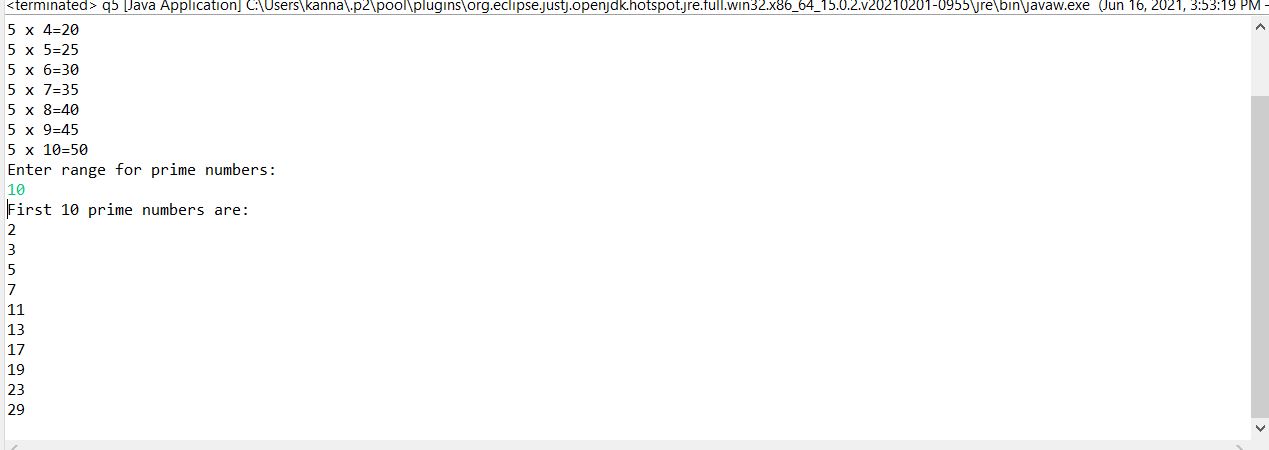 <terminated> q5 [Java Application] C:\Users\kanna\.p2\pool\plugins\org.eclipse.justj.openjdk.hotspot.jre.full.win32.x86_64_15.0.2.v20210201-0955\jre\bin\javaw.exe (Jun 16, 2021, 3:53:19 PM –
5 x 4=20
5 x 5=25
5 x 6=30
5 x 7=35
5 x 8=40
5 x 9=45
5 x 10=50
Enter range for prime numbers:
10
First 10 prime numbers are:
2
3
5
7
11
13
17
19
23
29